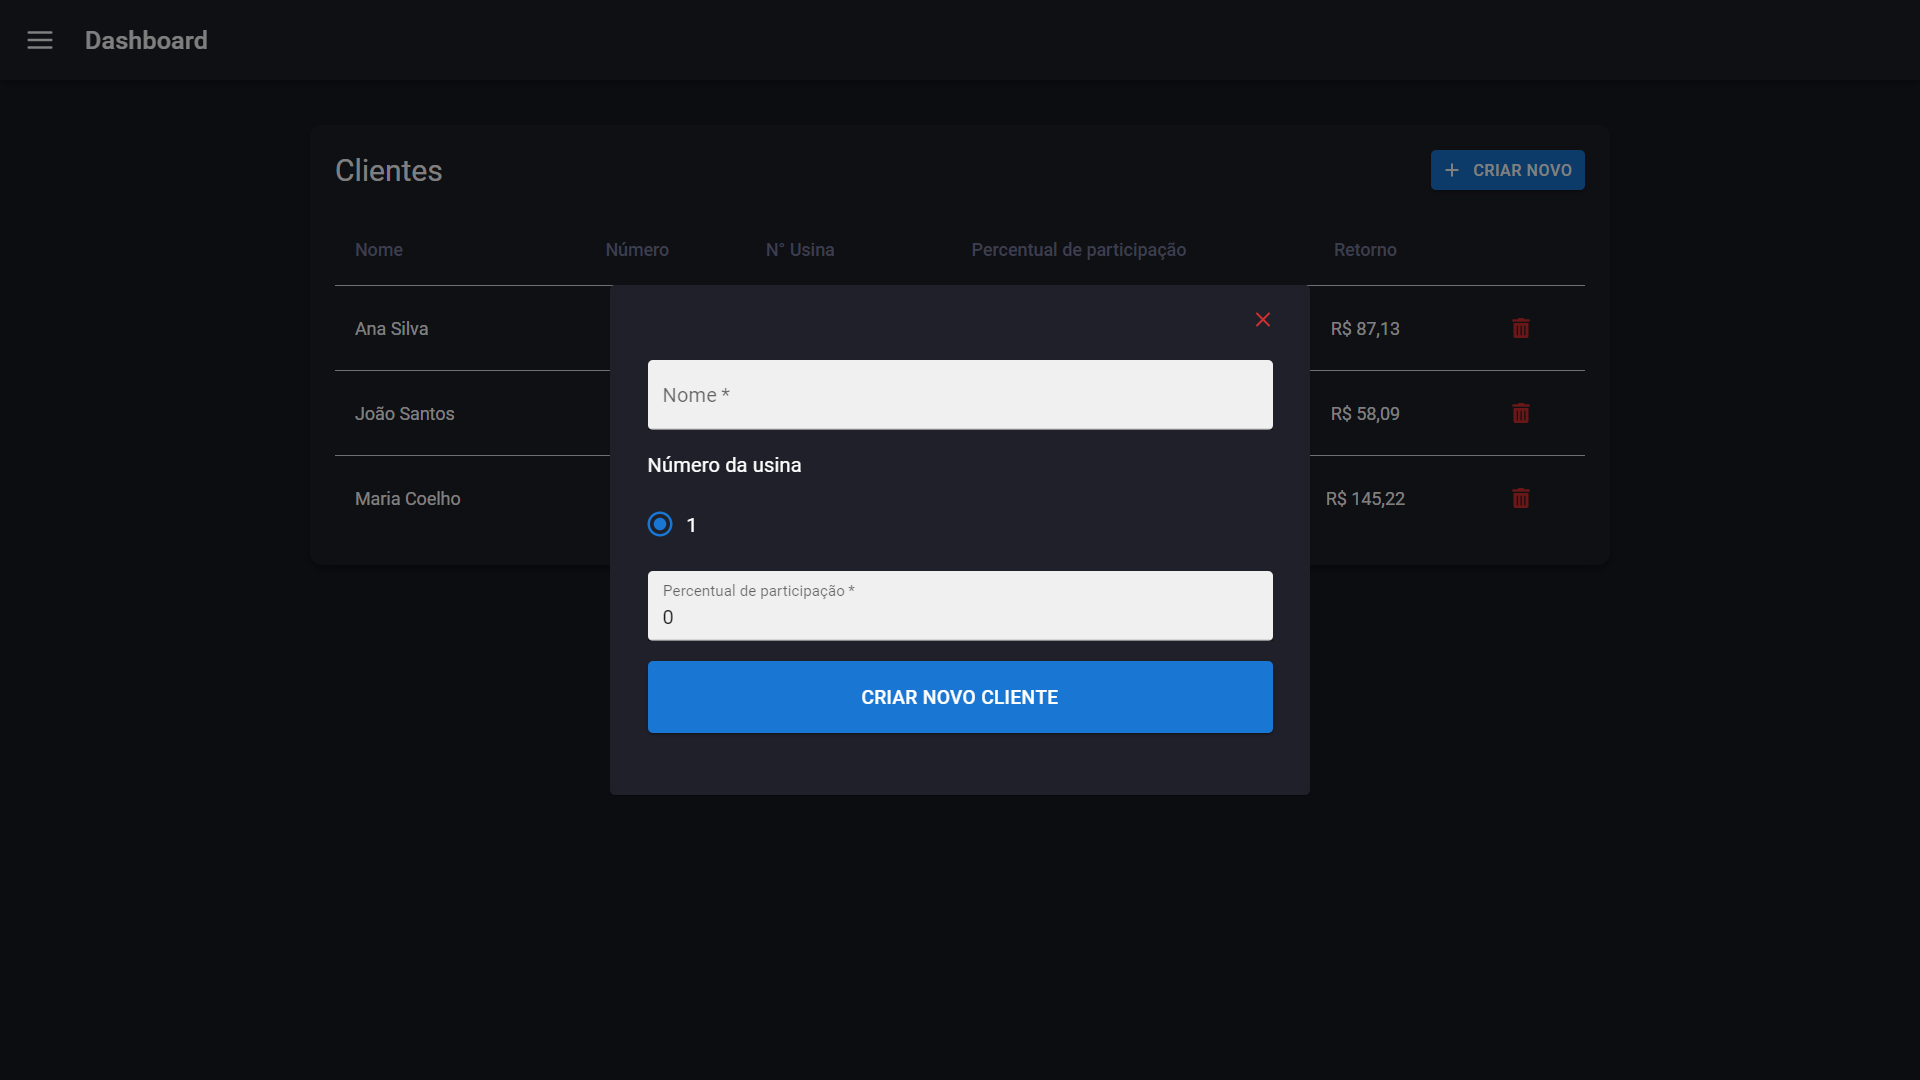 Dashboard
Clientes
CRIAR NOVO
Nome Número N° Usina Percentual de participação Retorno
Ana Silva R$ 87,13
João Santos R$ 58,09
Maria Coelho R$ 145,22
Nome *
Número da usina
1
Percentual de participação *
0
CRIAR NOVO CLIENTE